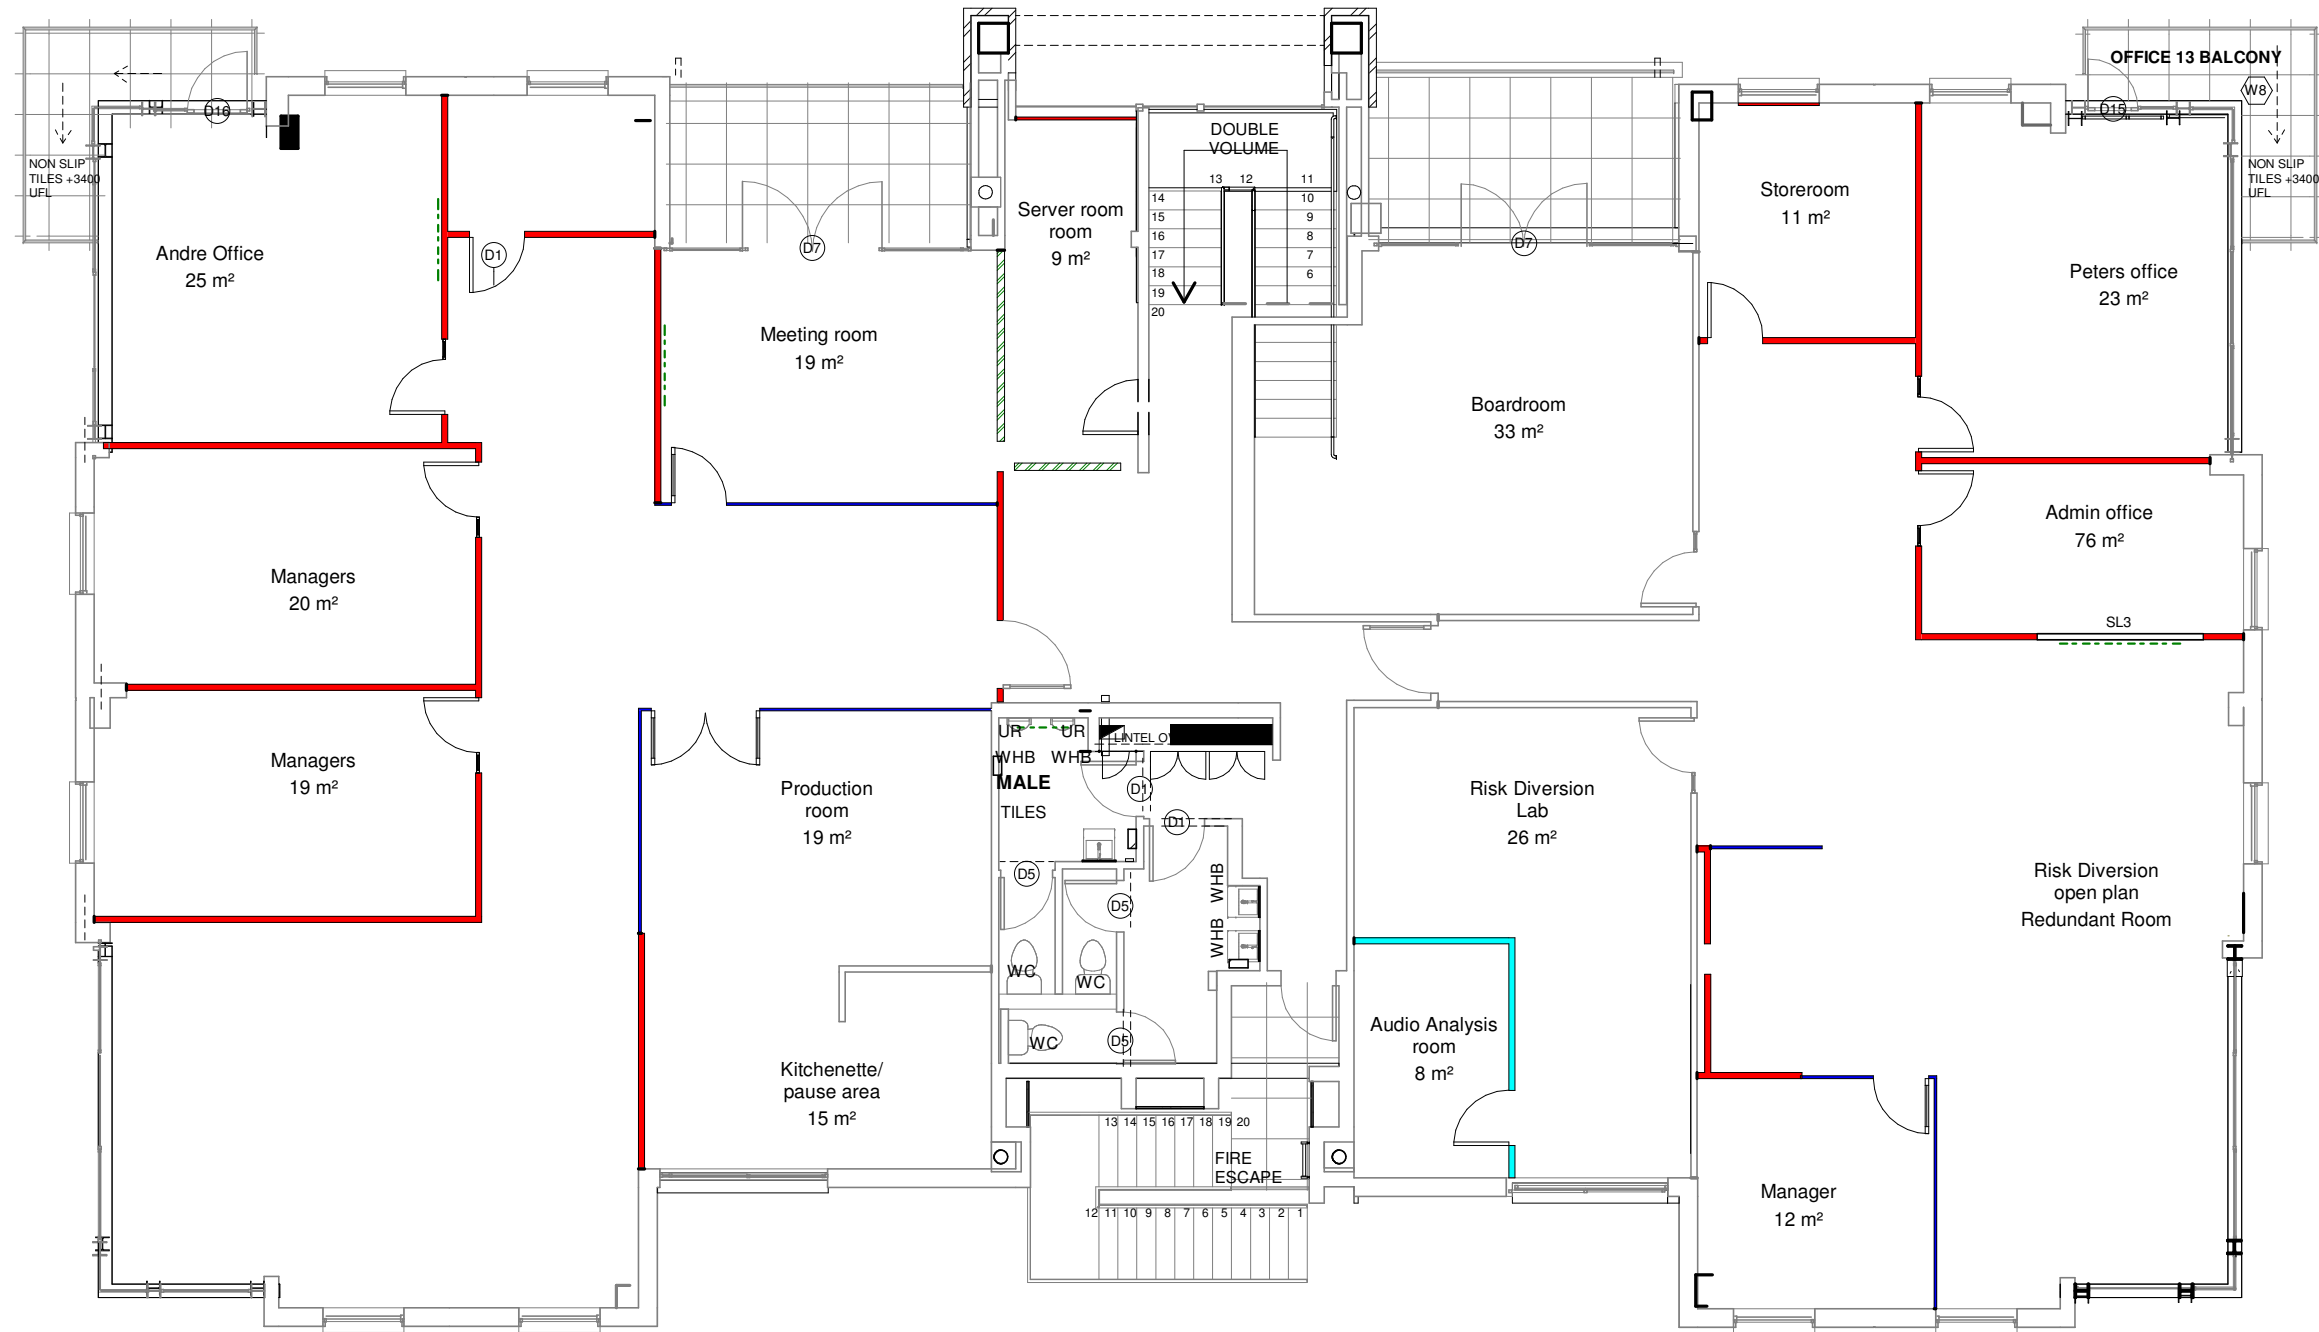 OFFICE 13 BALCONY
W8
D16
D15
NON SLIP
TILES +3400
UFL
NON SLIP
TILES +3400
UFL
DOUBLE
VOLUME
13 12 11
14 10
15 9
16 8
17 7
18 6
19
20
Andre Office
25 m²
D1
D7
Server room
room
9 m²
D7
Storeroom
11 m²
Peters office
23 m²
Meeting room
19 m²
Boardroom
33 m²
Admin office
76 m²
SL3
Managers
20 m²
Managers
19 m²
UR UR
LINTEL O
WHB WHB
MALE
TILES
D1
D1
D5
D5
WHB
WHB
WC
WC
WC
D5
Production
room
19 m²
Kitchenette/
pause area
15 m²
Risk Diversion
Lab
26 m²
Risk Diversion
open plan
Redundant Room
Audio Analysis
room
8 m²
13 14 15 16 17 18 19 20
FIRE
ESCAPE
12 11 10 9 8 7 6 5 4 3 2 1
Manager
12 m²